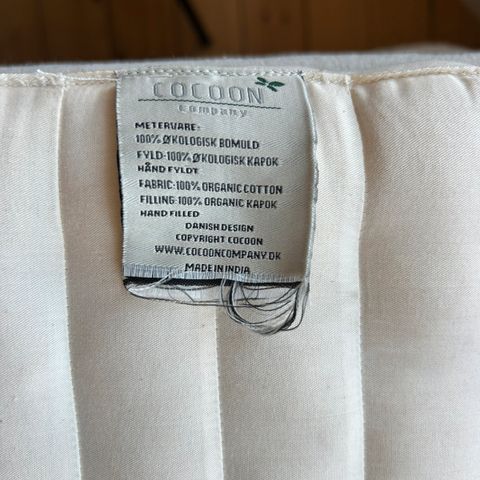 COCOON
Company
METERVARE:
100% ØKOLOGISK BOMULD
FYLD:100% ØKOLOGISK KAPOK
HÅND FYLDT
FABRIC:100% ORGANIC COTTON
FILLING:100% ORGANIC KAPOK
HAND FILLED
DANISH DESIGN
COPYRIGHT COCOON
WWW.COCOONCOMPANY.DK
MADE IN INDIA